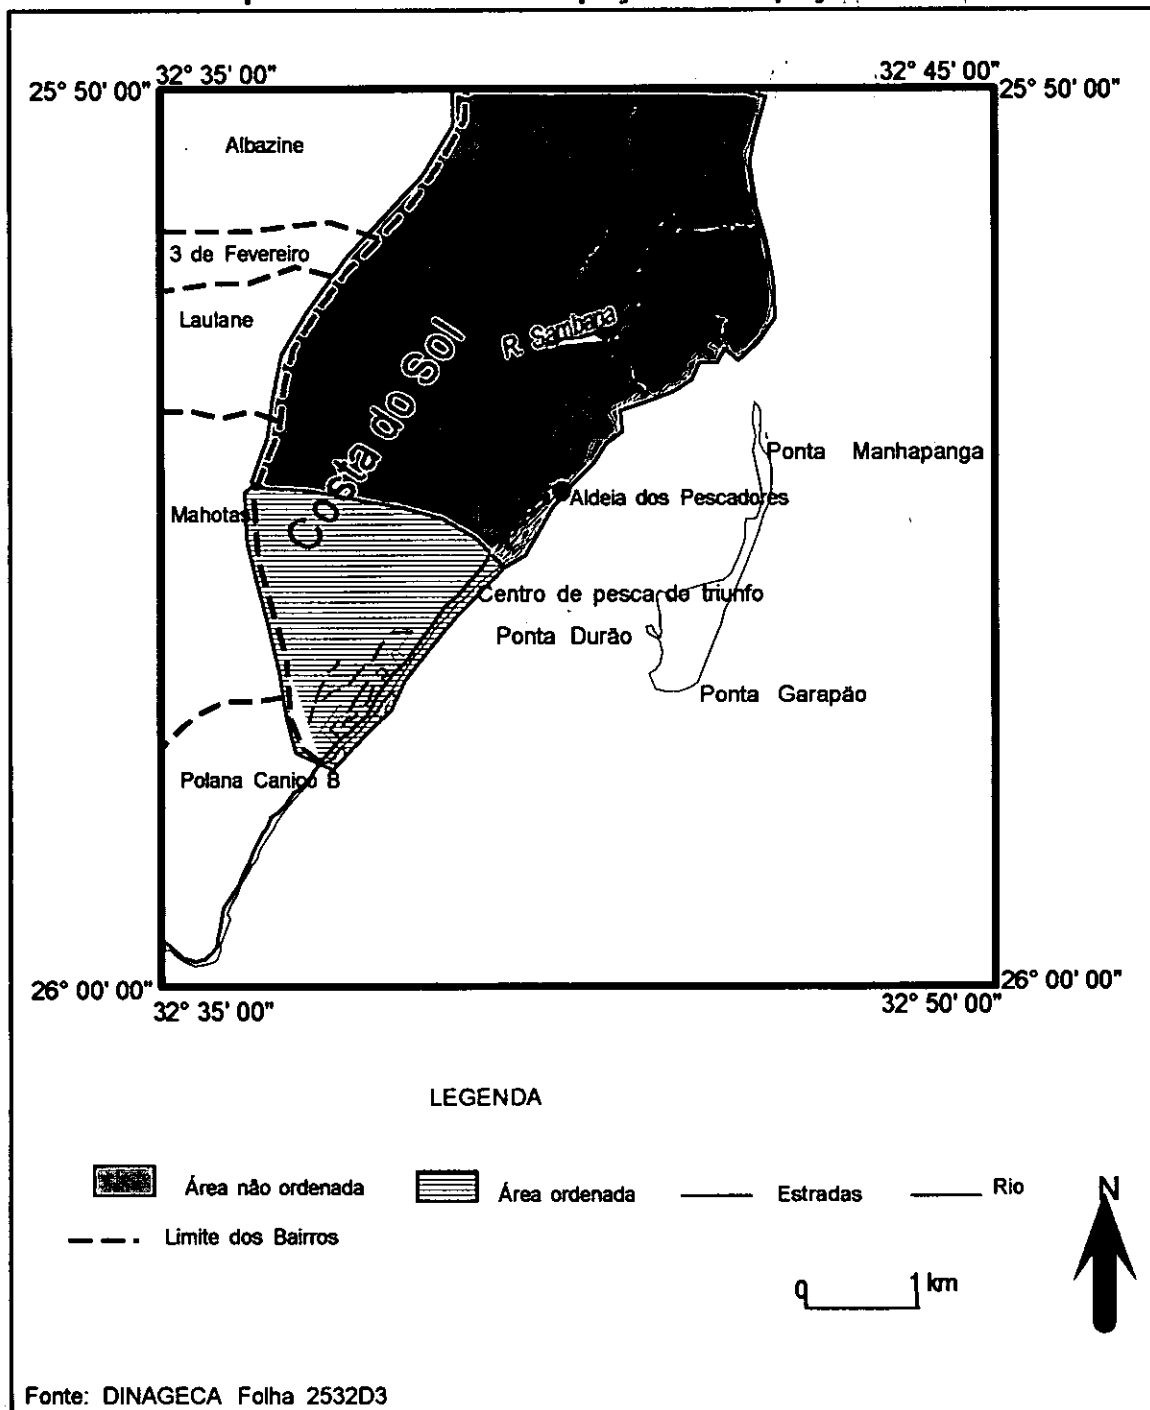 32° 35' 00"
32° 45' 00"
25° 50' 00"
25° 50' 00"
Albazine
3 de Fevereiro
Laulane
R. Sambana
Costa do Sol
Ponta Manhapanga
Aldeia dos Pescadores
Mahotas
Centro de pesca de triunfo
Ponta Durão
Ponta Garapão
Polana Caniço B
26° 00' 00"
26° 00' 00"
32° 35' 00"
32° 50' 00"
LEGENDA
Área não ordenada
Área ordenada
Estradas
Rio
N
Limite dos Bairros
0
1 km
Fonte: DINAGECA Folha 2532D3